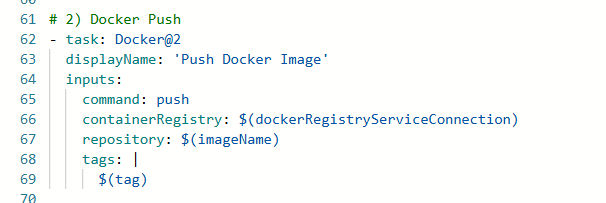 61 # 2) Docker Push
62 - task: Docker@2
63 displayName: 'Push Docker Image'
64 inputs:
65 command: push
66 containerRegistry: $(dockerRegistryServiceConnection)
67 repository: $(imageName)
68 tags: |
69 $(tag)
70